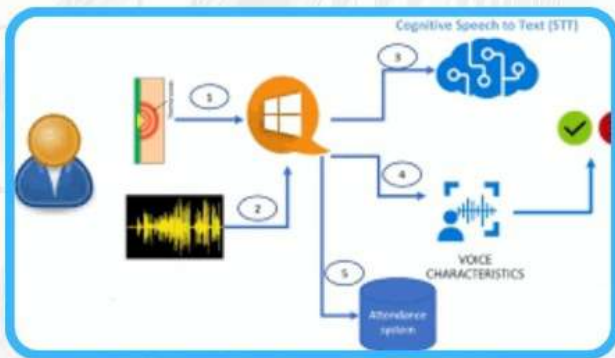 Cognitive Speech to Text (STT)
3
1
4
2
5
VOICE
CHARACTERISTICS
Attendance
system